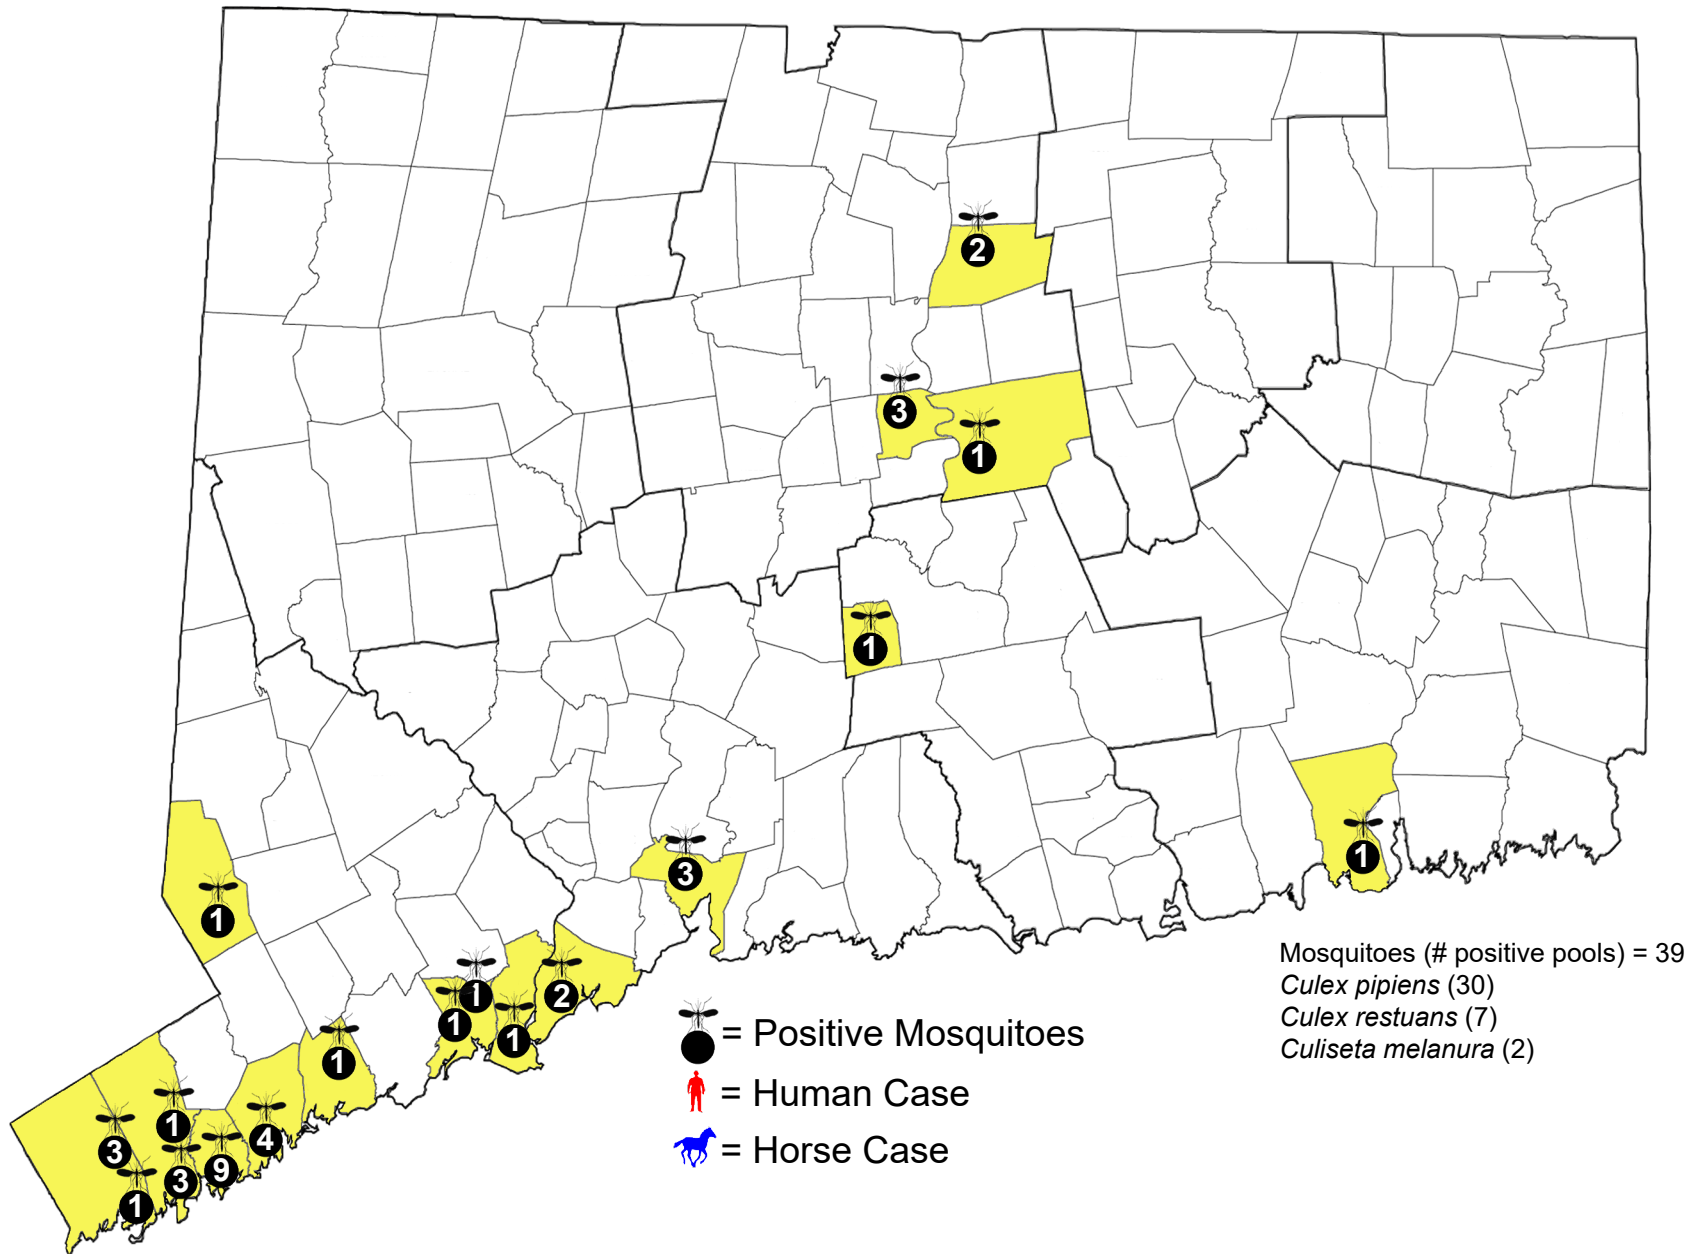 2
3
1
1
1
3
1
1
1
1
2
1
1
3
1
3
9
4
1
Mosquitoes (# positive pools) = 39
Culex pipiens (30)
Culex restuans (7)
Culiseta melanura (2)
= Positive Mosquitoes
= Human Case
= Horse Case